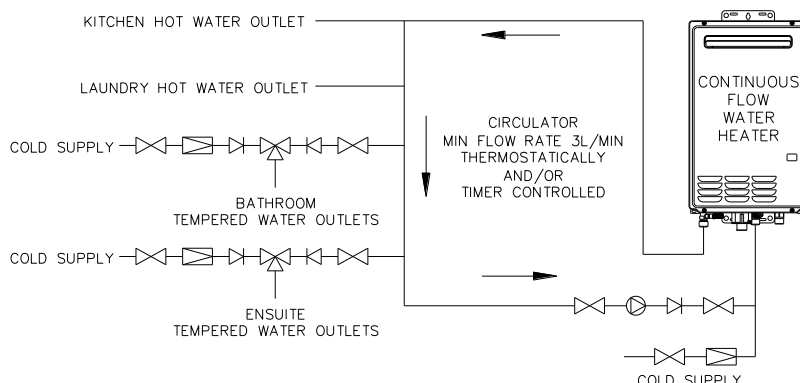 KITCHEN HOT WATER OUTLET
LAUNDRY HOT WATER OUTLET
COLD SUPPLY
BATHROOM
TEMPERED WATER OUTLETS
COLD SUPPLY
ENSUITE
TEMPERED WATER OUTLETS
CIRCULATOR
MIN FLOW RATE 3L/MIN
THERMOSTATICALLY
AND/OR
TIMER CONTROLLED
CONTINUOUS
FLOW
WATER
HEATER
COLD SUPPLY